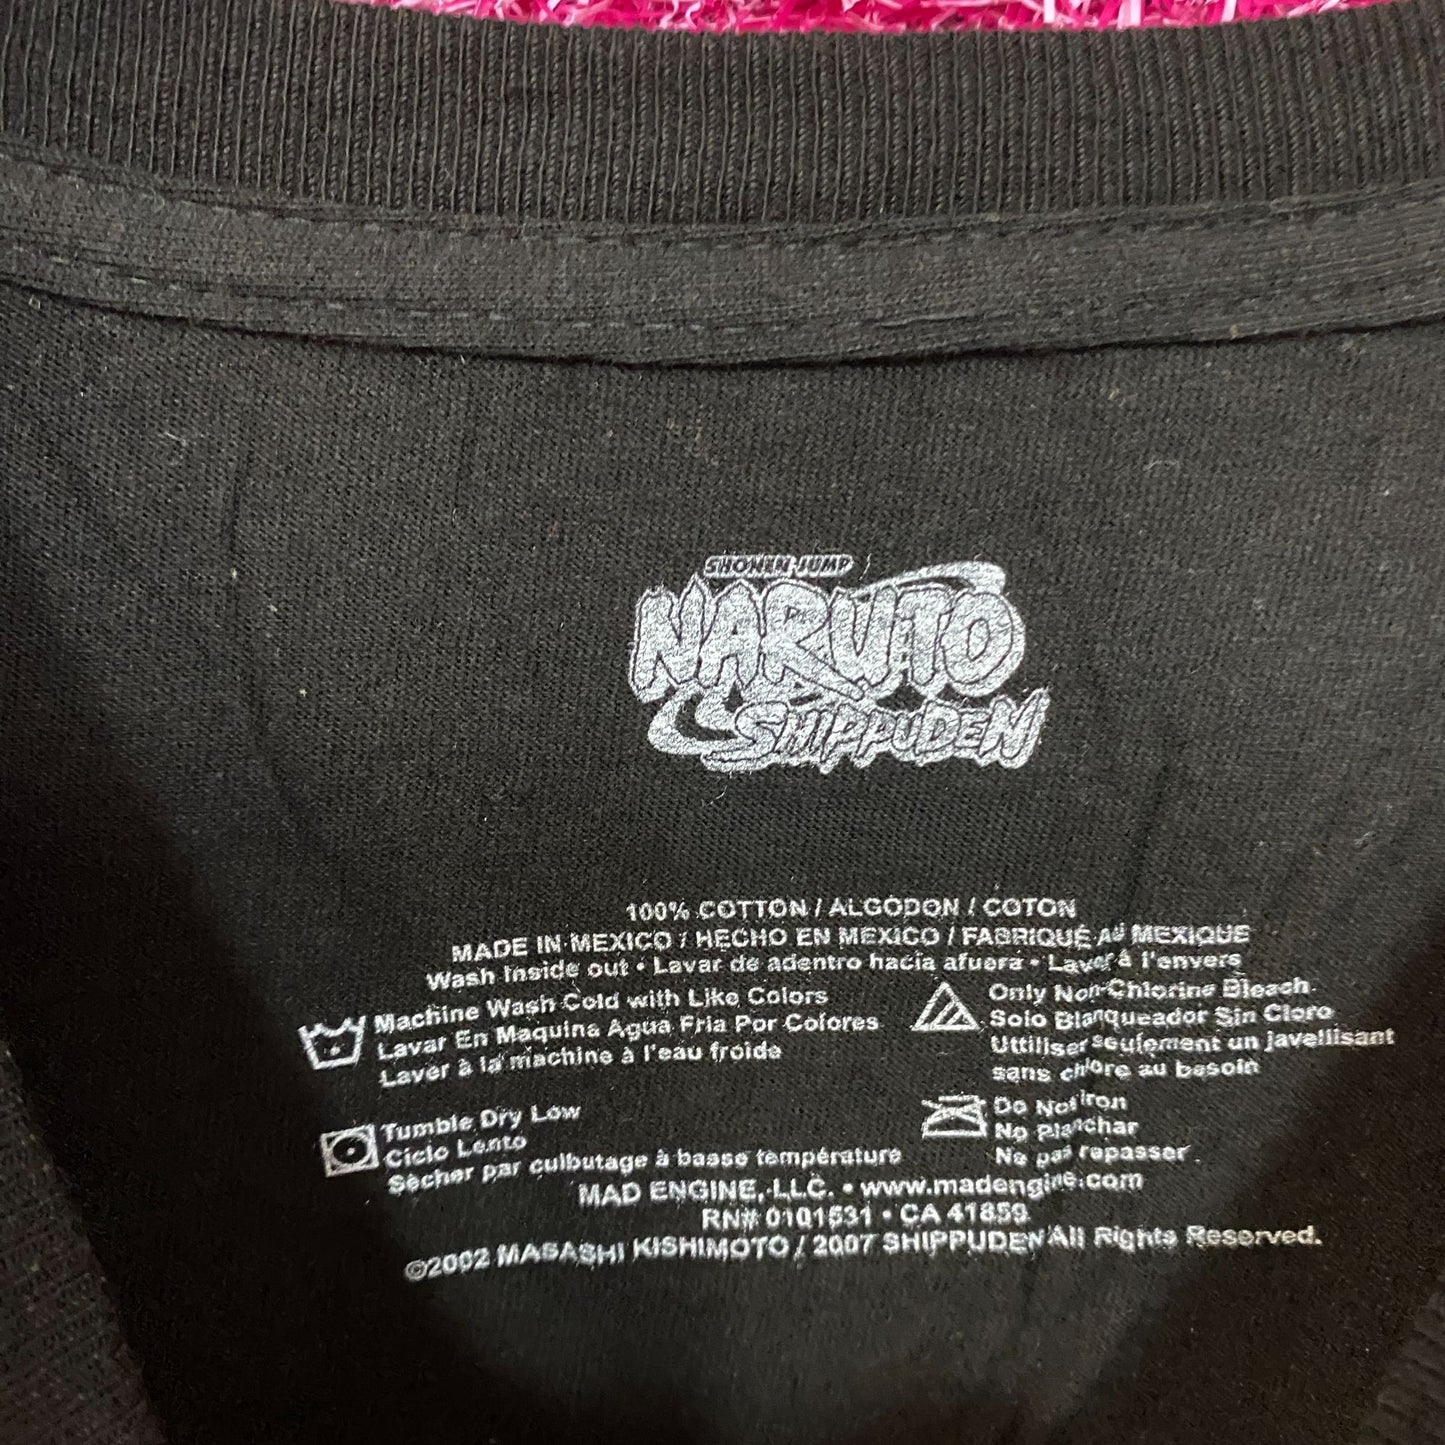 SHONEN JUMP
NARUTO
SHIPPUDEN
100% COTTON / ALGODON / COTON
MADE IN MEXICO / HECHO EN MEXICO / FABRIQUÉ AU MEXIQUE
Wash Inside out • Lavar de adentro hacia afuera • Laver à l'envers
Machine Wash Cold with Like Colors
Lavar En Maquina Agua Fria Por Colores
Laver à la machine à l'eau froide
Only Non-Chlorine Bleach
Solo Blanqueador Sin Cloro
Uttiliser seulement un javellisant
sans chlore au besoin
Tumble Dry Low
Ciclo Lento
Sècher par culbutage à basse température
Do Not Iron
No Planchar
Ne pas repasser
MAD ENGINE, LLC. • www.madengine.com
RN# 0101531 • CA 41859
©2002 MASASHI KISHIMOTO / 2007 SHIPPUDEN All Rights Reserved.